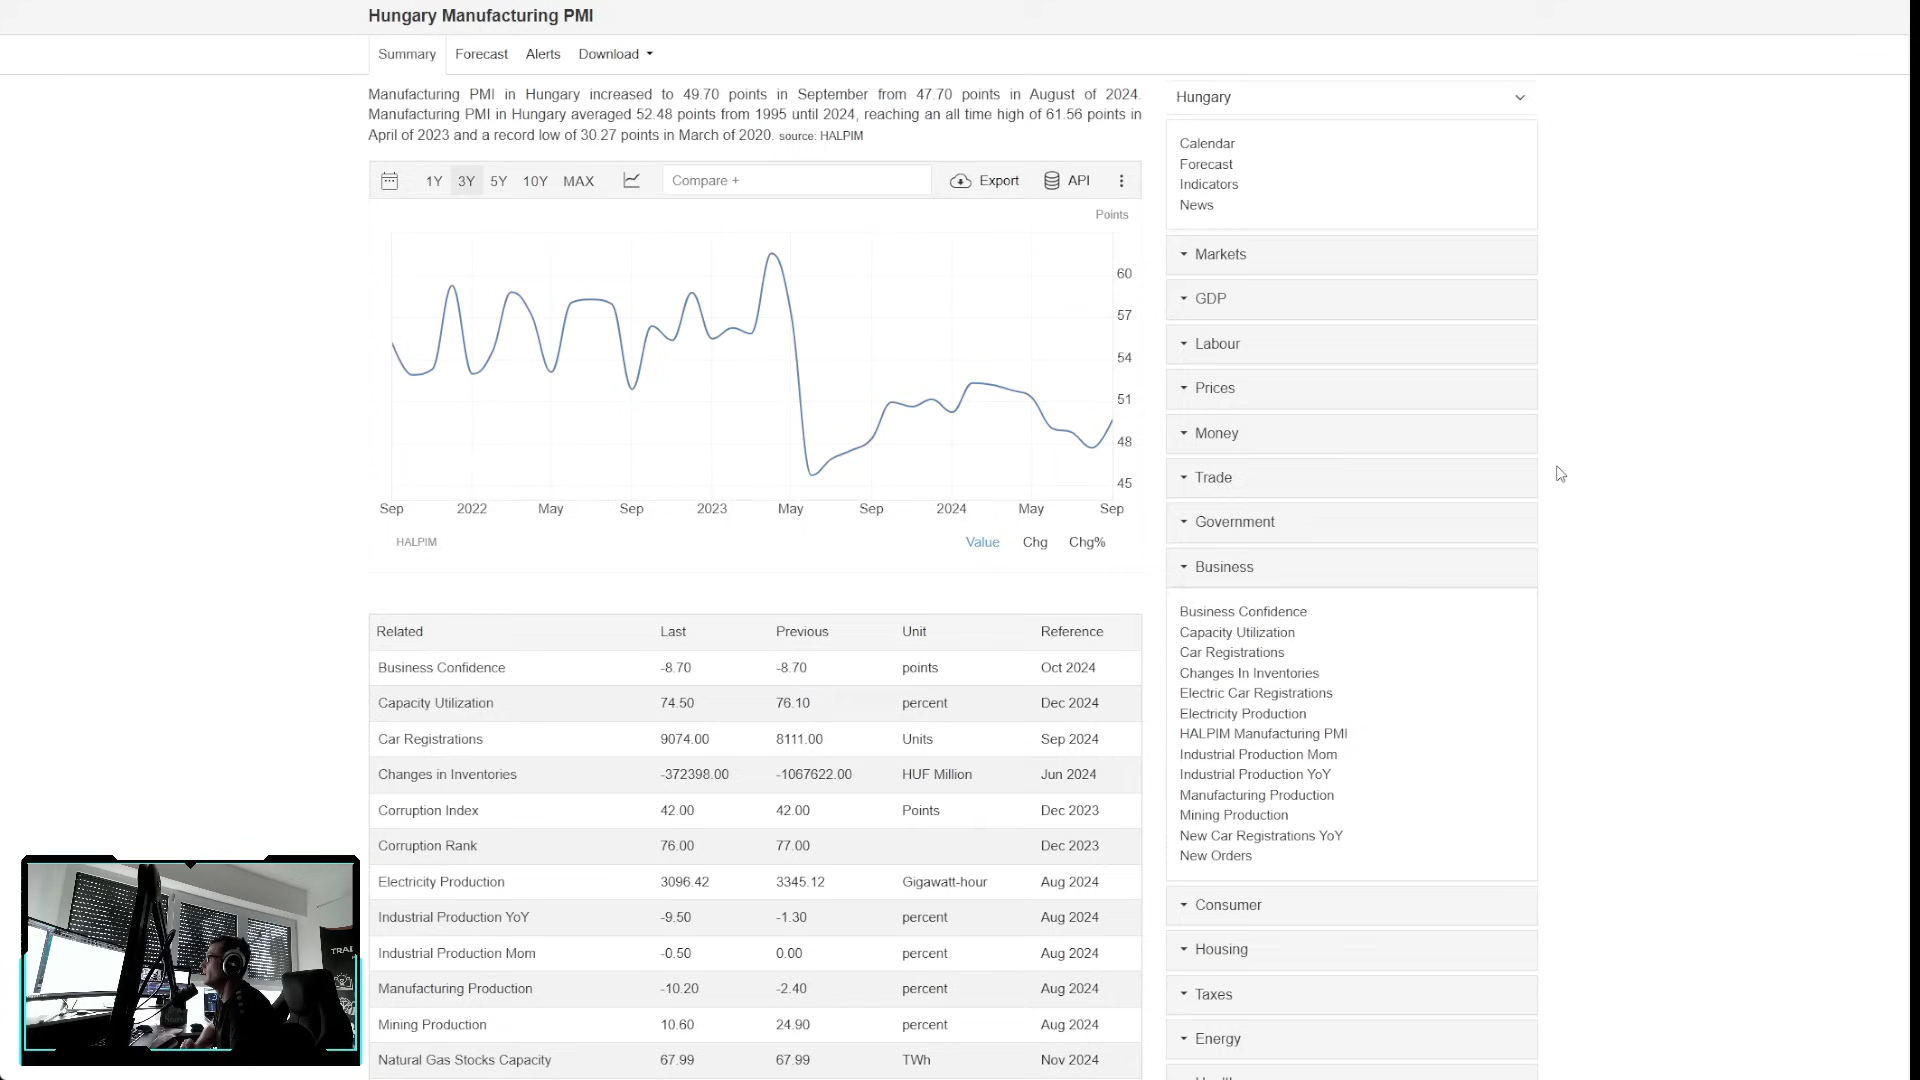 Hungary Manufacturing PMI
Summary Forecast Alerts Download
Manufacturing PMI in Hungary increased to 49.70 points in September from 47.70 points in August of 2024.
Manufacturing PMI in Hungary averaged 52.48 points from 1995 until 2024, reaching an all time high of 61.56 points in
April of 2023 and a record low of 30.27 points in March of 2020. source: HALPIM
1Y 3Y 5Y 10Y MAX Compare + Export API
Points
60
57
54
51
48
45
Sep 2022 May Sep 2023 May Sep 2024 May Sep
HALPIM Value Chg Chg%
Related Last Previous Unit Reference
Business Confidence -8.70 -8.70 points Oct 2024
Capacity Utilization 74.50 76.10 percent Dec 2024
Car Registrations 9074.00 8111.00 Units Sep 2024
Changes in Inventories -372398.00 -1067622.00 HUF Million Jun 2024
Corruption Index 42.00 42.00 Points Dec 2023
Corruption Rank 76.00 77.00 Dec 2023
Electricity Production 3096.42 3345.12 Gigawatt-hour Aug 2024
Industrial Production YoY -9.50 -1.30 percent Aug 2024
Industrial Production Mom -0.50 0.00 percent Aug 2024
Manufacturing Production -10.20 -2.40 percent Aug 2024
Mining Production 10.60 24.90 percent Aug 2024
Natural Gas Stocks Capacity 67.99 67.99 TWh Nov 2024
Hungary
Calendar
Forecast
Indicators
News
Markets
GDP
Labour
Prices
Money
Trade
Government
Business
Business Confidence
Capacity Utilization
Car Registrations
Changes In Inventories
Electric Car Registrations
Electricity Production
HALPIM Manufacturing PMI
Industrial Production Mom
Industrial Production YoY
Manufacturing Production
Mining Production
New Car Registrations YoY
New Orders
Consumer
Housing
Taxes
Energy
TRAD